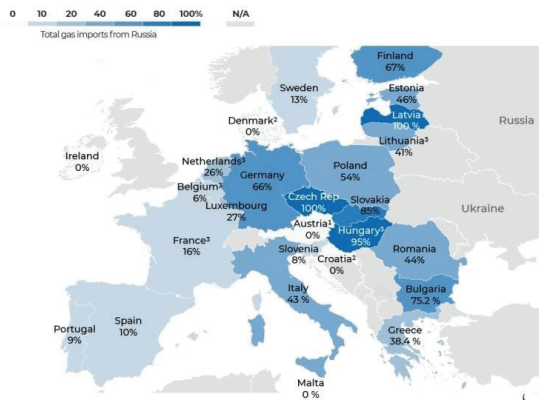 0 10 20 40 60 80 100% N/A
Total gas imports from Russia
Finland
67%
Sweden
13%
Estonia
46%
Latvia
100 %
Russia
Denmark²
0%
Lithuania³
41%
Ireland
0%
Netherlands³
26%
Germany
66%
Poland
54%
Belgium³
6%
Czech Rep
100%
Slovakia
85%
Ukraine
Luxembourg
27%
Austria¹
0%
Hungary³
95%
France³
16%
Slovenia
8%
Croatia²
0%
Romania
44%
Italy
43 %
Bulgaria
75.2 %
Spain
10%
Portugal
9%
Greece
38.4 %
Malta
0 %